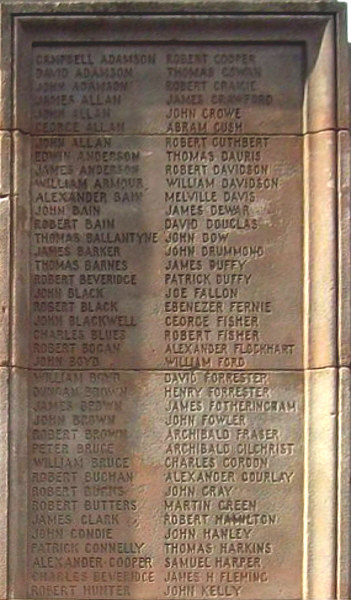 CAMPBELL ADAMSON ROBERT COOPER
DAVID ADAMSON THOMAS COWAN
JOHN ADAMSON ROBERT CRAIGIE
JAMES ALLAN JAMES CRAWFORD
JOHN ALLAN JOHN CROWE
GEORGE ALLAN ABRAM CUSH
JOHN ALLAN ROBERT CUTHBERT
EDWIN ANDERSON THOMAS DAURIS
JAMES ANDERSON ROBERT DAVIDSON
WILLIAM ARMOUR WILLIAM DAVIDSON
ALEXANDER BAIN MELVILLE DAVIS
JOHN BAIN JAMES DEWAR
ROBERT BAIN DAVID DOUGLAS
THOMAS BALLANTYNE JOHN DOW
JAMES BARKER JOHN DRUMMOND
THOMAS BARNES JAMES DUFFY
ROBERT BEVERIDGE PATRICK DUFFY
JOHN BLACK JOE FALLON
ROBERT BLACK EBENEZER FERNIE
JOHN BLACKWELL GEORGE FISHER
CHARLES BLUES ROBERT FISHER
ROBERT BOGAN ALEXANDER FLOCKHART
JOHN BOYD WILLIAM FORD
WILLIAM BOYD DAVID FORRESTER
DUNCAN BROWN HENRY FORRESTER
JAMES BROWN JAMES FOTHERINGHAM
JOHN BROWN JOHN FOWLER
ROBERT BROWN ARCHIBALD FRASER
PETER BRUCE ARCHIBALD GILCHRIST
WILLIAM BRUCE CHARLES GORDON
ROBERT BUCHAN ALEXANDER GOURLAY
ROBERT BURNS JOHN GRAY
ROBERT BUTTERS MARTIN GREEN
JAMES CLARK ROBERT HAMILTON
JOHN CONDIE JOHN HANLEY
PATRICK CONNELLY THOMAS HARKINS
ALEXANDER COOPER SAMUEL HARPER
CHARLES BEVERIDGE JAMES H FLEMING
ROBERT HUNTER JOHN KELLY